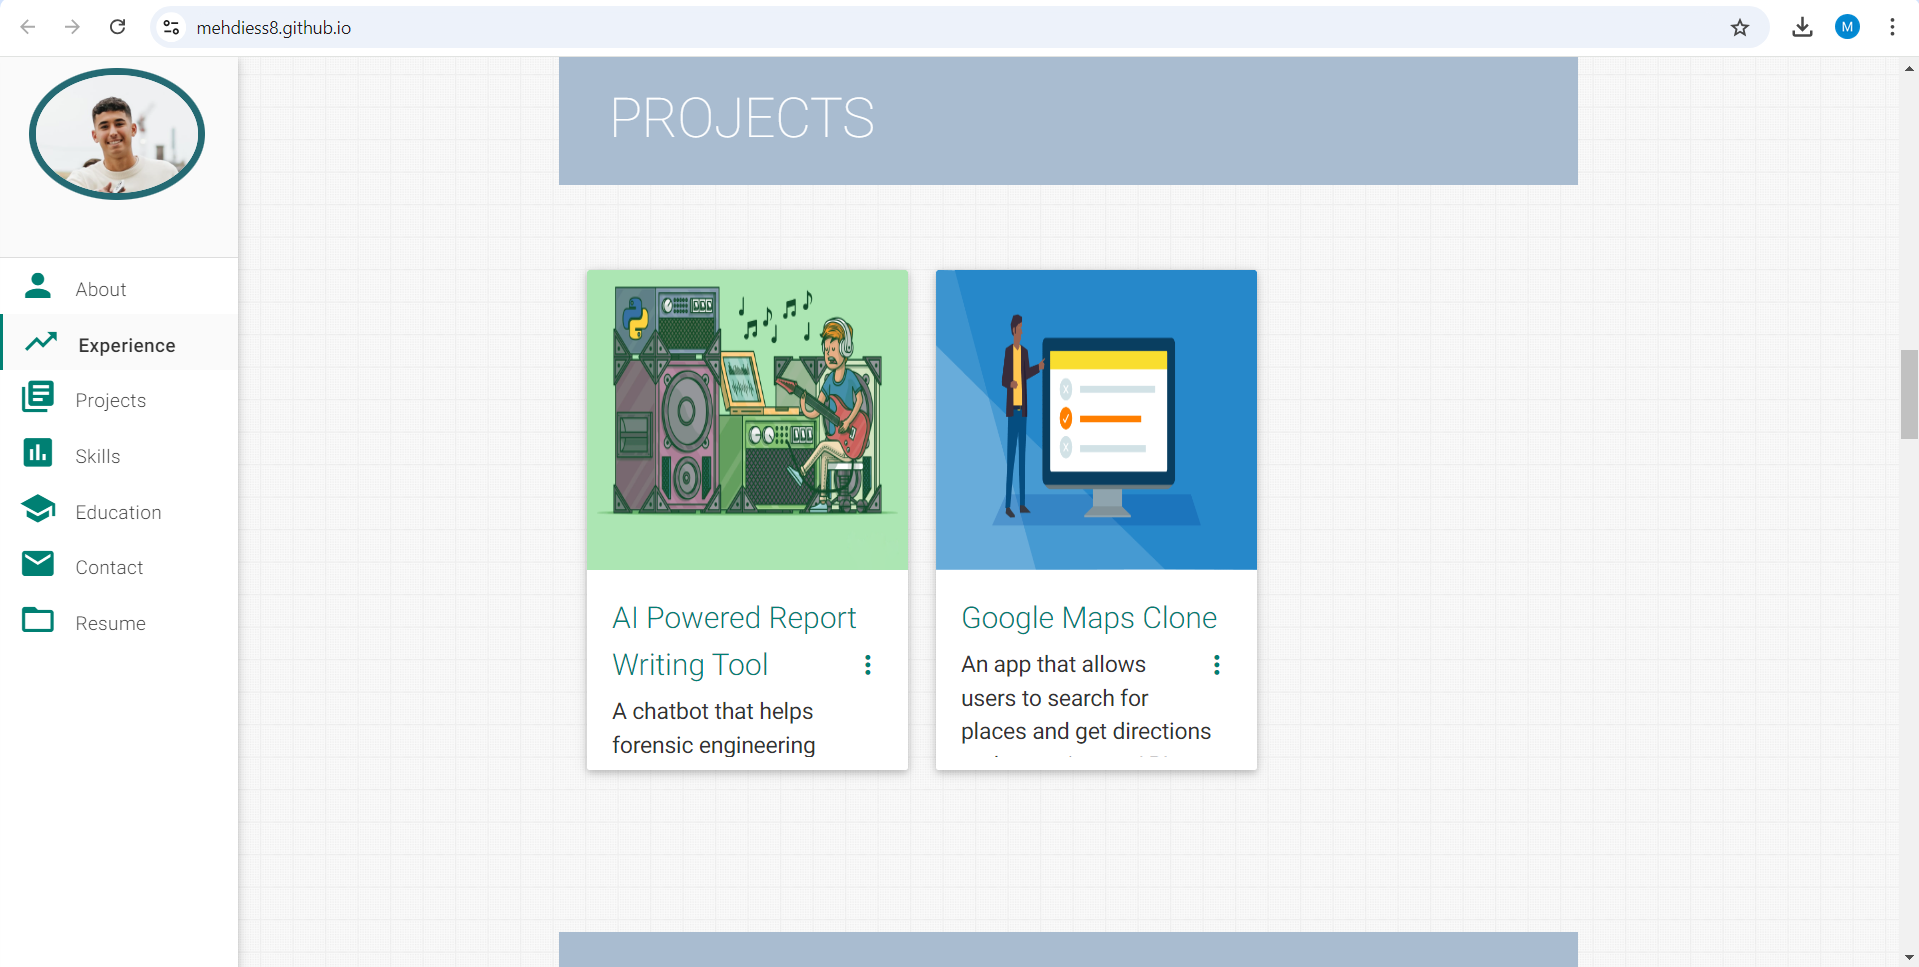 mehdiess8.github.io
M
PROJECTS
About
Experience
Projects
Skills
Education
Contact
Resume
AI Powered Report
Writing Tool
A chatbot that helps
forensic engineering
Google Maps Clone
An app that allows
users to search for
places and get directions